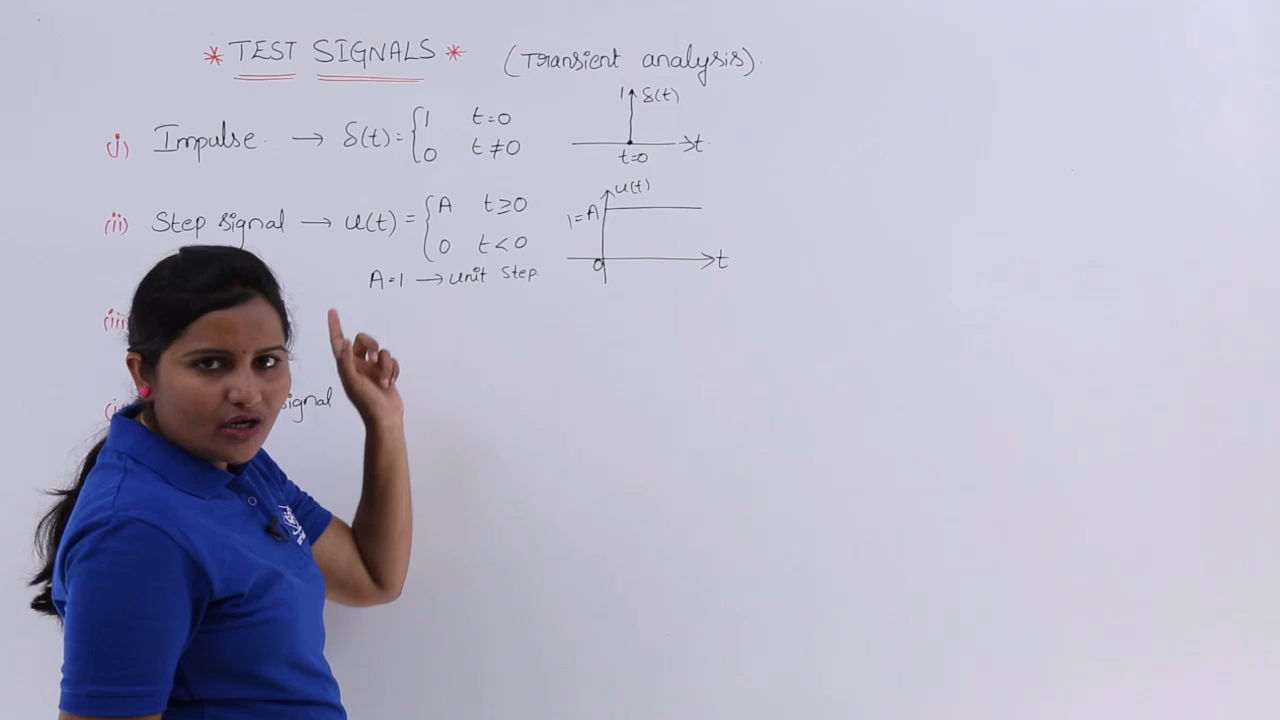 * TEST SIGNALS * (Transient analysis).
(i) Impulse → δ(t) = { 1 t=0
0 t≠0
1 δ(t)
t
t=0
(ii) Step signal → u(t) = { A t≥0
0 t<0
A=1 → unit step
u(t)
1=A
0
t
(iii)
signal